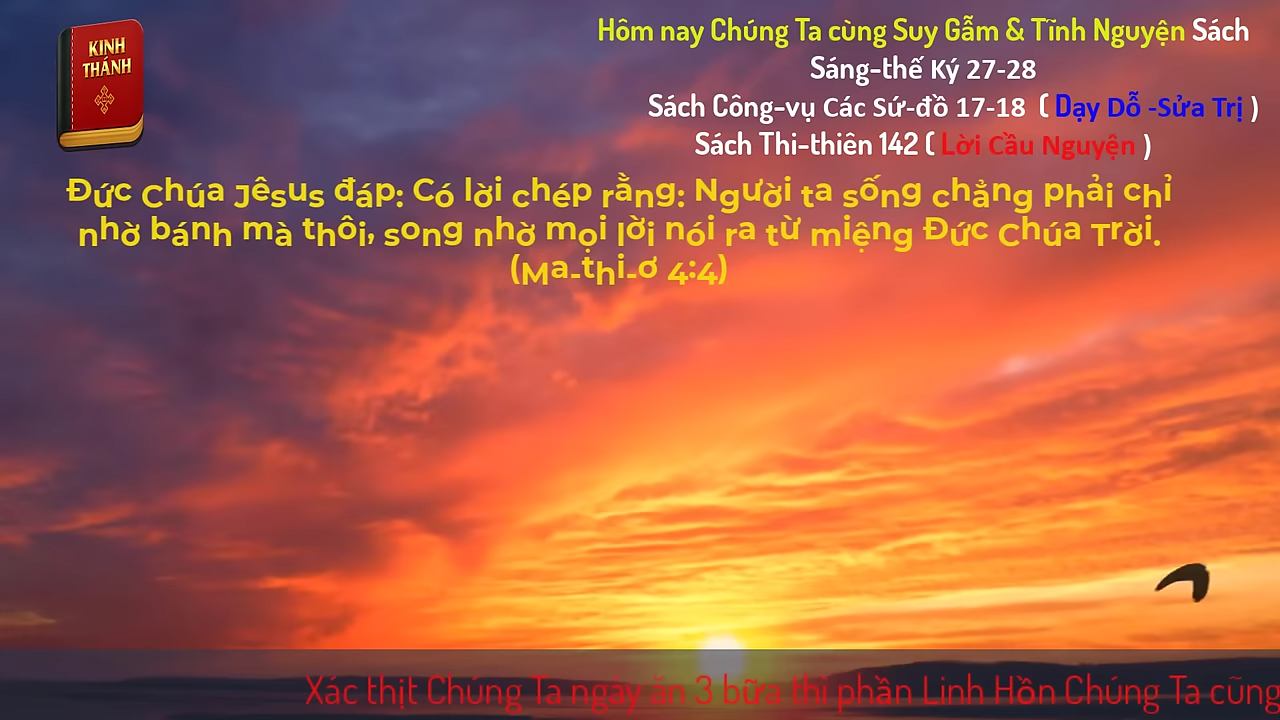 KINH
THÁNH
Hôm nay Chúng Ta cùng Suy Gẫm & Tĩnh Nguyện Sách
Sáng-thế Ký 27-28
Sách Công-vụ Các Sứ-đồ 17-18 ( Dạy Dỗ -Sửa Trị )
Sách Thi-thiên 142 ( Lời Cầu Nguyện )
Đức Chúa Jêsus đáp: Có lời chép rằng: Người ta sống chẳng phải chỉ
nhờ bánh mà thôi, song nhờ mọi lời nói ra từ miệng Đức Chúa Trời.
(Ma-thi-ơ 4:4)
Xác thịt Chúng Ta ngày ăn 3 bữa thì phần Linh Hồn Chúng Ta cũng